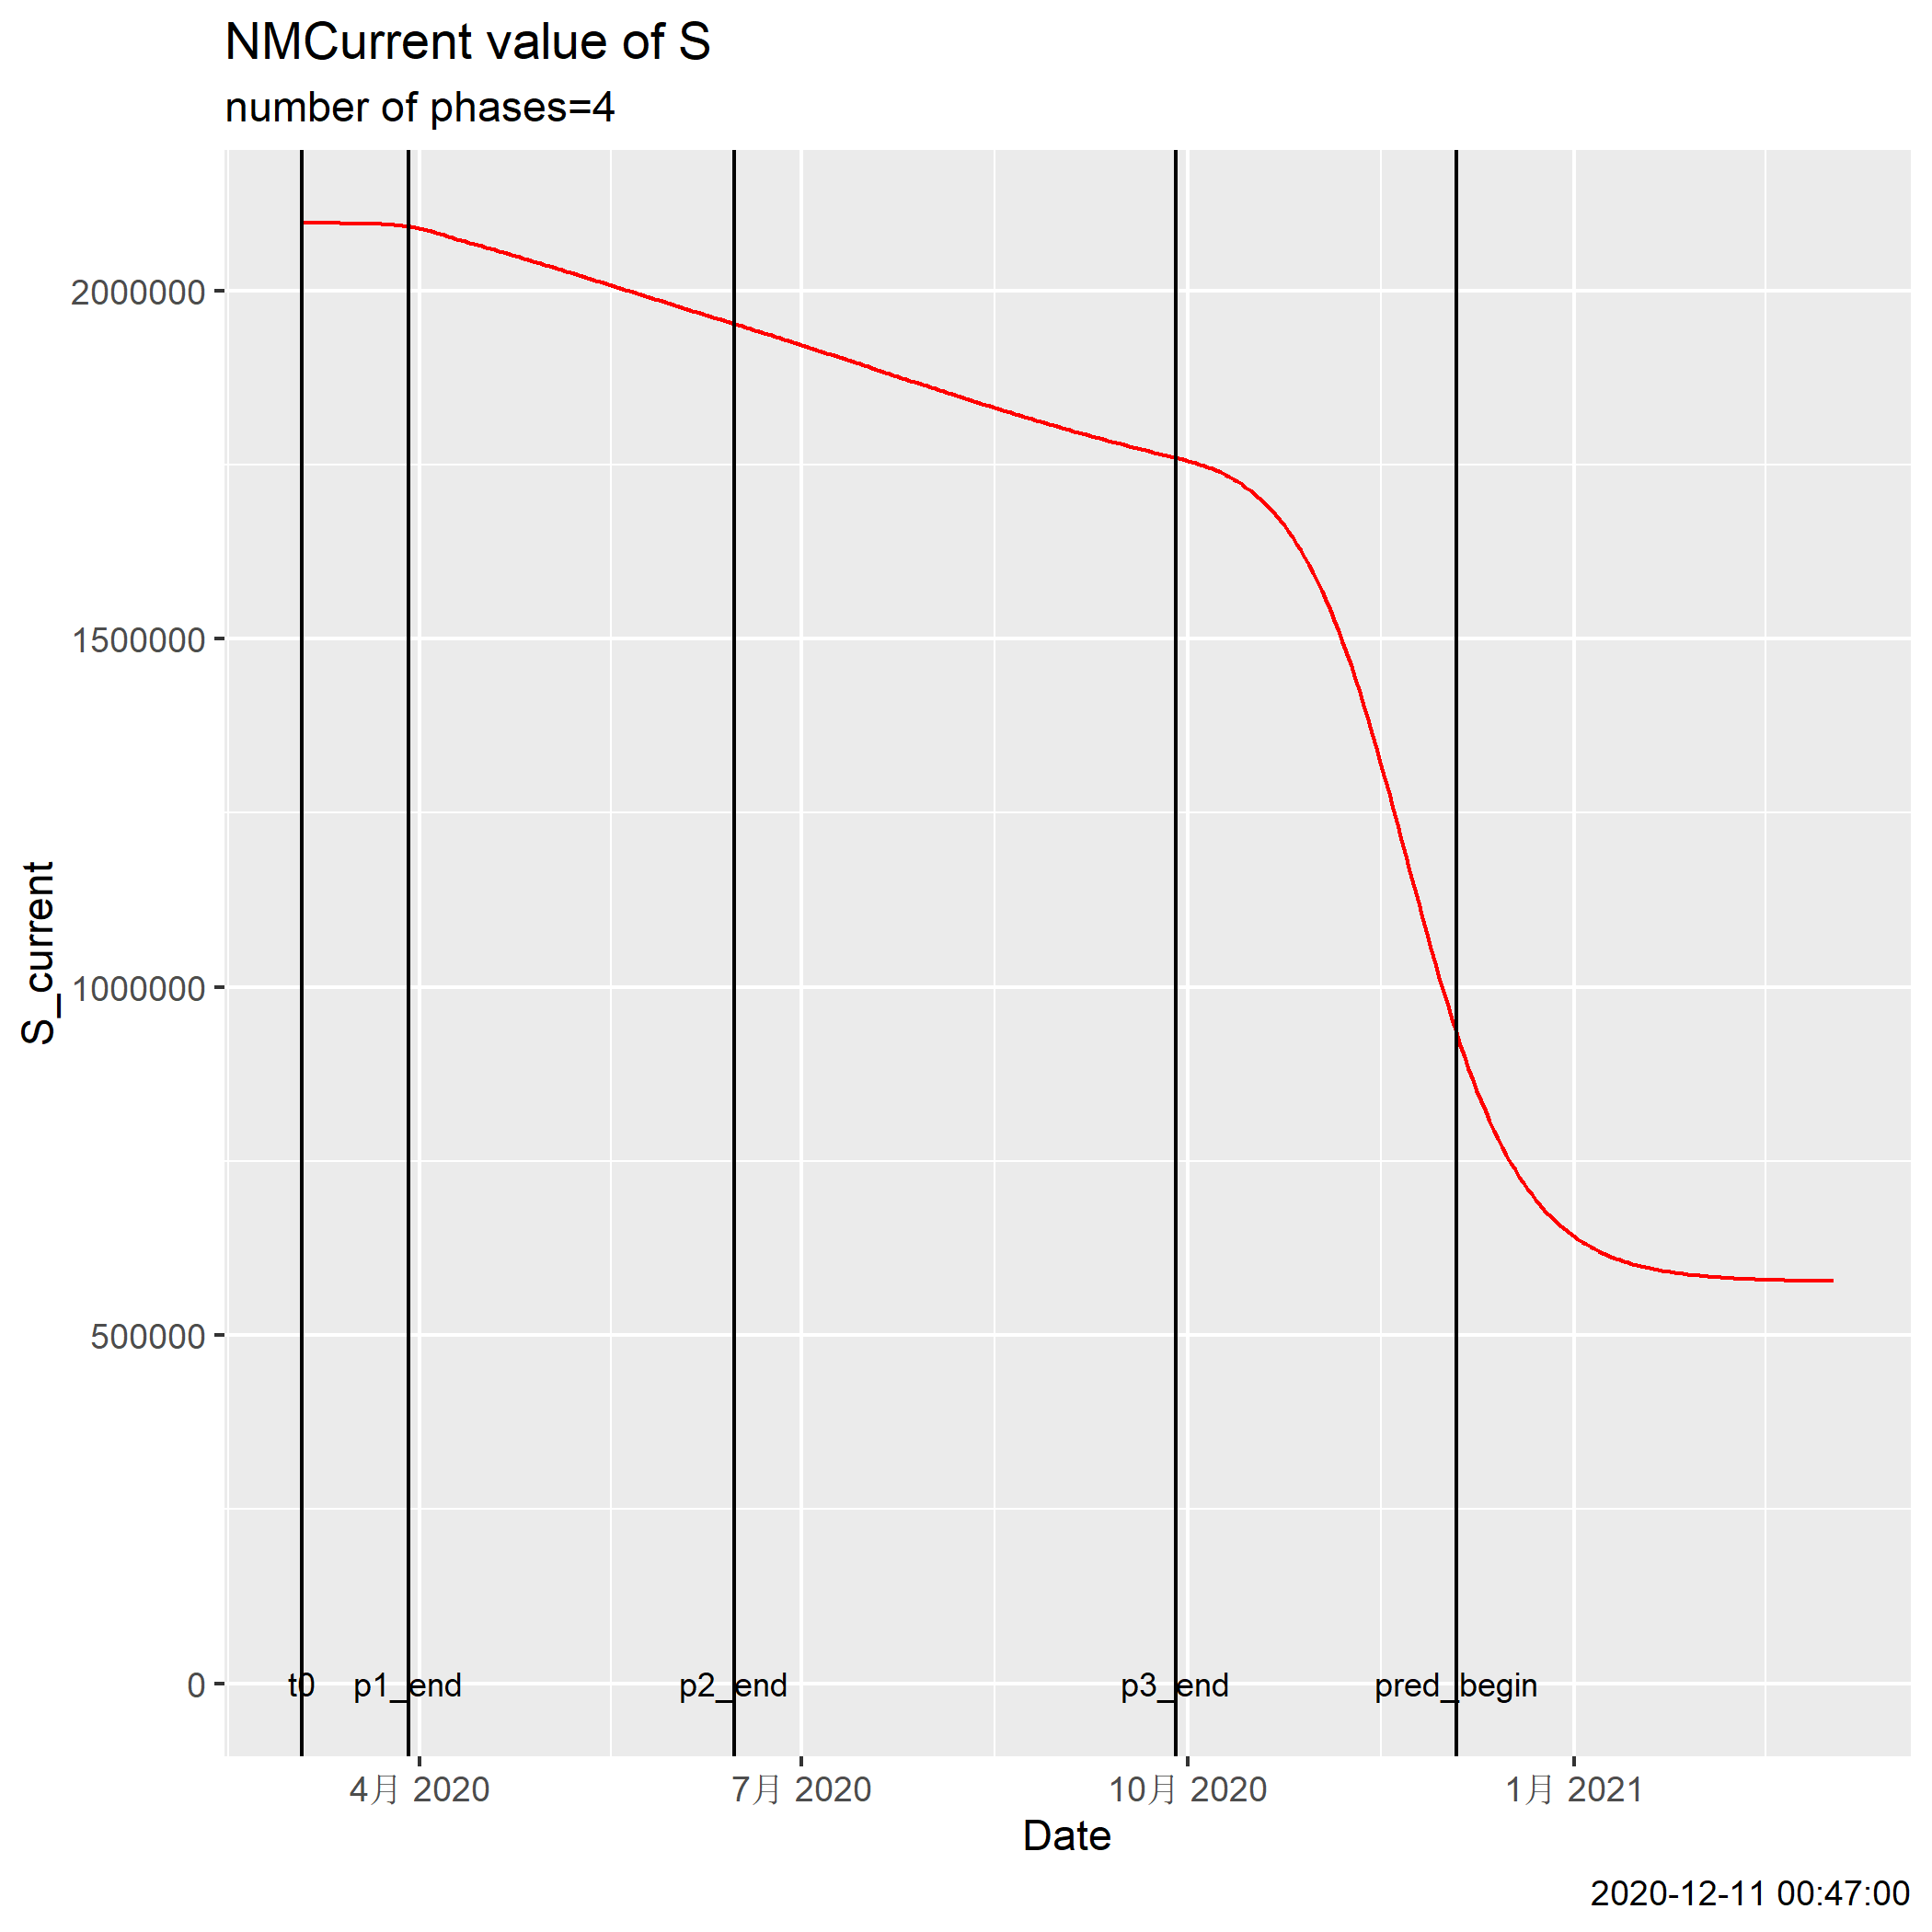 NMCurrent value of S
number of phases=4
S_current
2000000
1500000
1000000
500000
0
t0 p1_end p2_end p3_end pred_begin
4月 2020 7月 2020 10月 2020 1月 2021
Date
2020-12-11 00:47:00